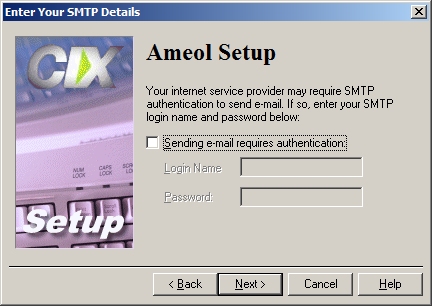 Enter Your SMTP Details
CIX
Ameol Setup
Your internet service provider may require SMTP
authentication to send e-mail. If so, enter your SMTP
login name and password below:
Sending e-mail requires authentication:
Login Name
Password:
NUM
LOCK
CAPS
LOCK
SCRO
LOCK
Setup
< Back
Next >
Cancel
Help